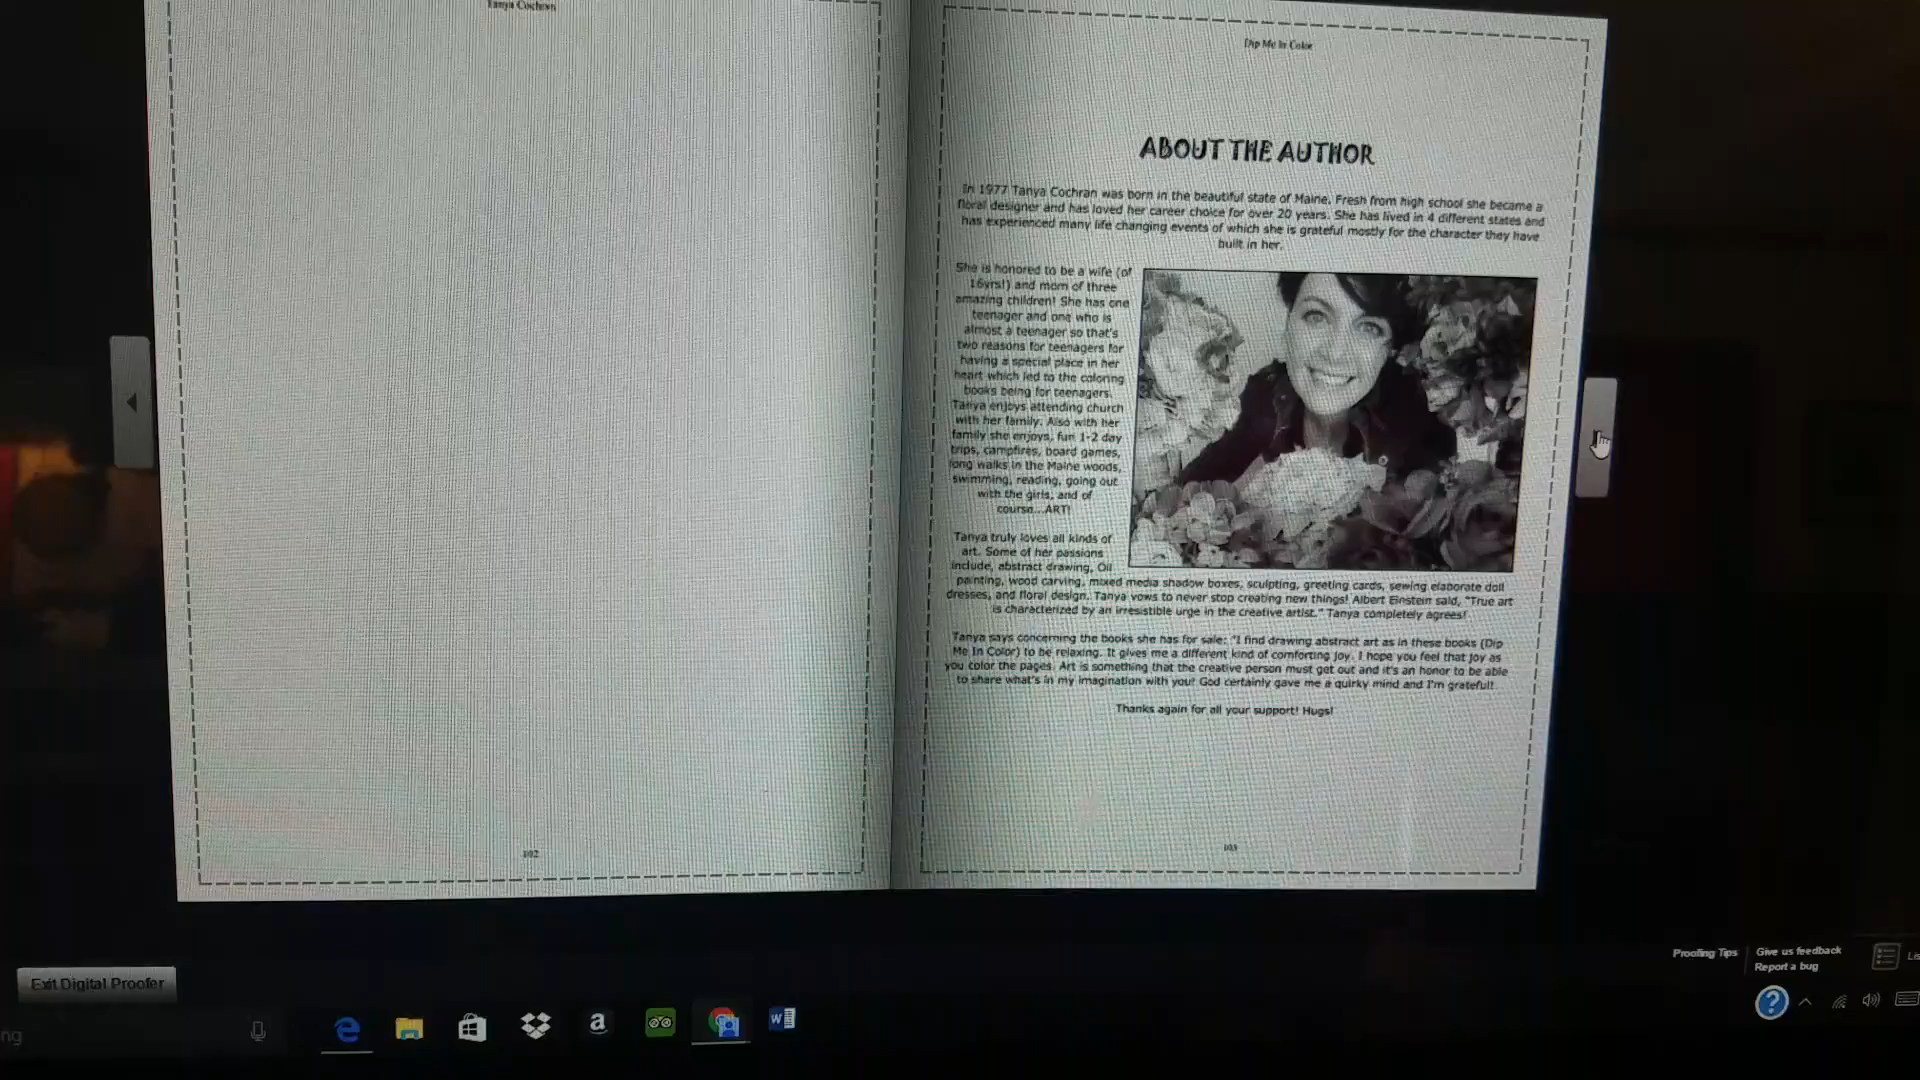 Tanya Cochran
Dip Me In Color
ABOUT THE AUTHOR
In 1977 Tanya Cochran was born in the beautiful state of Maine. Fresh from high school she became a
floral designer and has loved her career choice for over 20 years. She has lived in 4 different states and
has experienced many life changing events of which she is grateful mostly for the character they have
built in her.
She is honored to be a wife (of
16yrs!) and mom of three
amazing children! She has one
teenager and one who is
almost a teenager so that's
two reasons for teenagers for
having a special place in her
heart which led to the coloring
books being for teenagers.
Tanya enjoys attending church
with her family. Also with her
family she enjoys, fun 1-2 day
trips, campfires, board games,
long walks in the Maine woods,
swimming, reading, going out
with the girls, and of
course...ART!
Tanya truly loves all kinds of
art. Some of her passions
include, abstract drawing, Oil
painting, wood carving, mixed media shadow boxes, sculpting, greeting cards, sewing elaborate doll
dresses, and floral design. Tanya vows to never stop creating new things! Albert Einstein said, "True art
is characterized by an irresistible urge in the creative artist." Tanya completely agrees!
Tanya says concerning the books she has for sale: "I find drawing abstract art as in these books (Dip
Me In Color) to be relaxing. It gives me a different kind of comforting joy. I hope you feel that joy as
you color the pages. Art is something that the creative person must get out and it's an honor to be able
to share what's in my imagination with you! God certainly gave me a quirky mind and I'm grateful!
Thanks again for all your support! Hugs!
102
103
Proofing Tips
Give us feedback
Report a bug
Lis
Exit Digital Proofer
ng